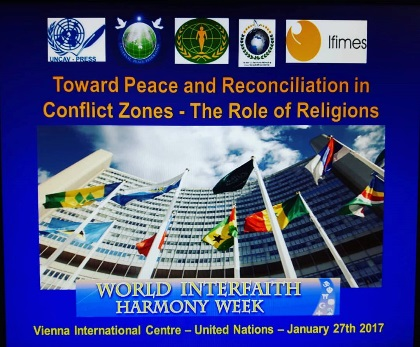 UNCAV - PRESS
Ifimes
Toward Peace and Reconciliation in
Conflict Zones - The Role of Religions
WORLD INTERFAITH
HARMONY WEEK
Vienna International Centre – United Nations – January 27th 2017